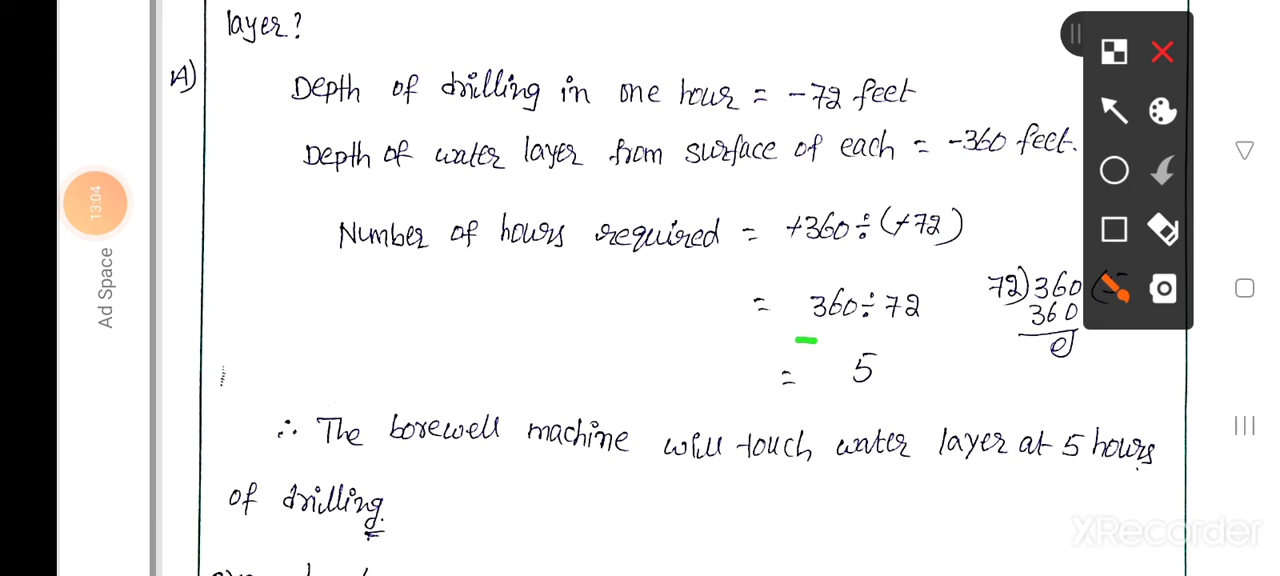 layer?
A)
Depth of drilling in one hour = -72 feet
Depth of water layer from surface of each = -360 feet.
Number of hours required = +360 ÷ (+72)
= 360 ÷ 72
72)360(
360
0
= 5
∴ The borewell machine will touch water layer at 5 hours
of drilling.
13:04
Ad Space
XRecorder